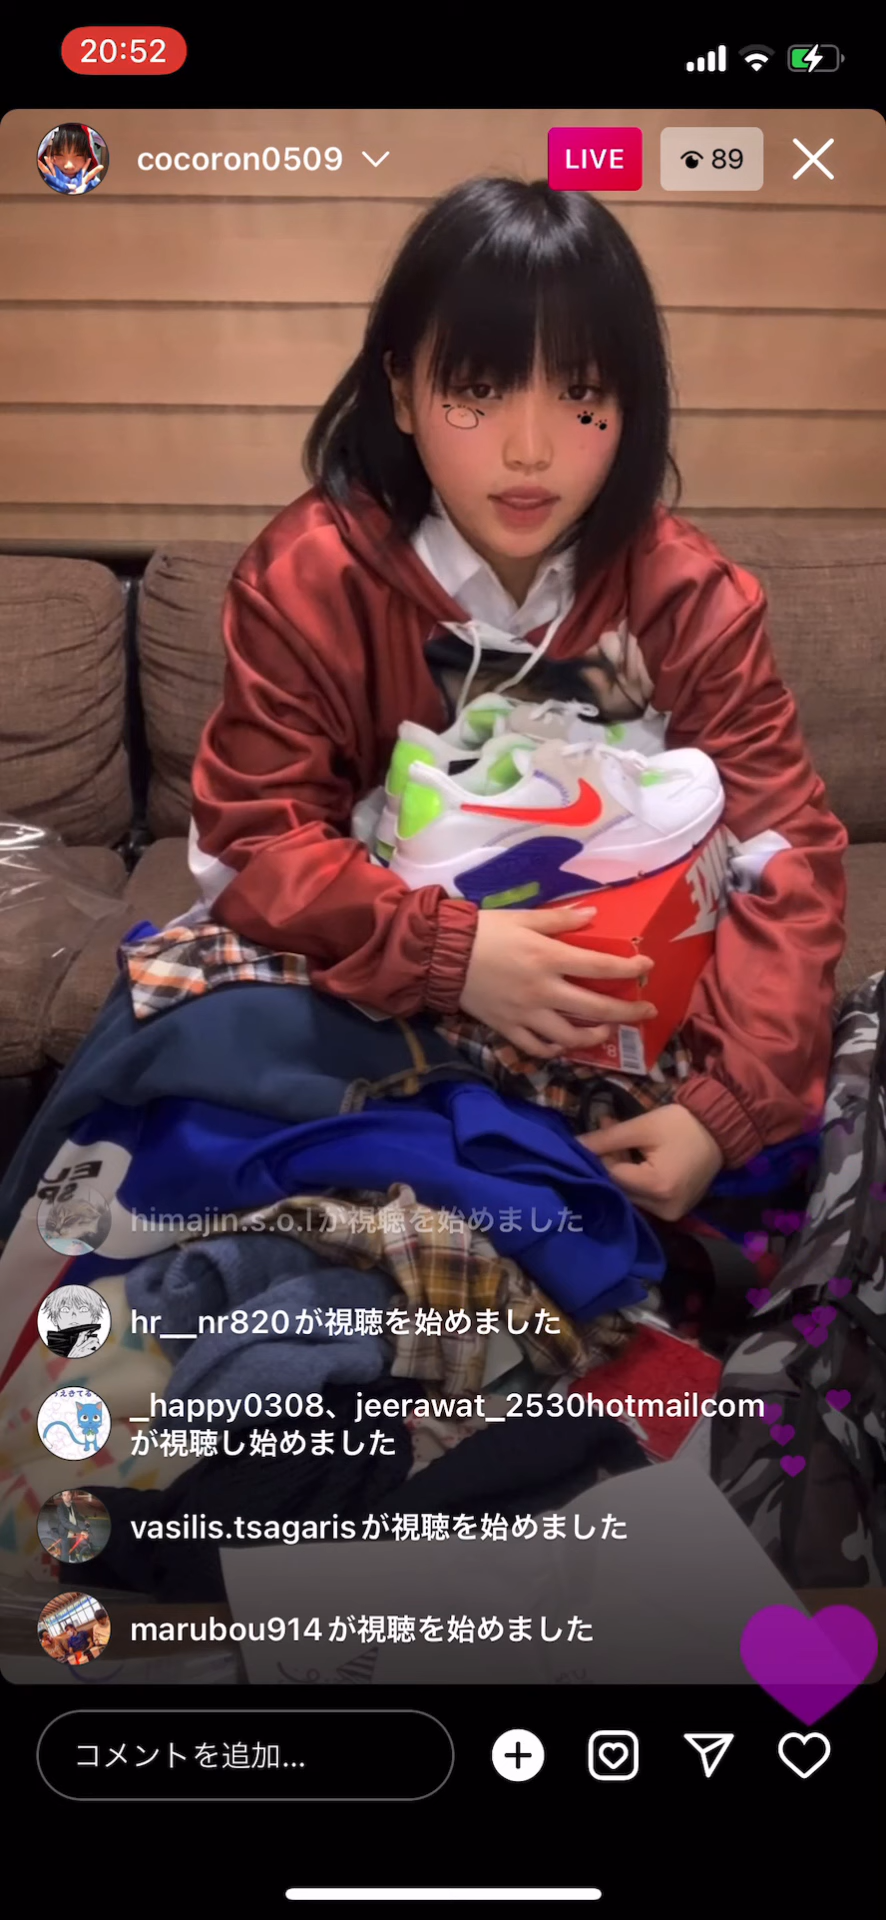 20:52
cocoron0509
LIVE
89
himajin.s.o.lが視聴を始めました
hr__nr820が視聴を始めました
_happy0308、jeerawat_2530hotmailcom
が視聴し始めました
vasilis.tsagarisが視聴を始めました
marubou914が視聴を始めました
コメントを追加...